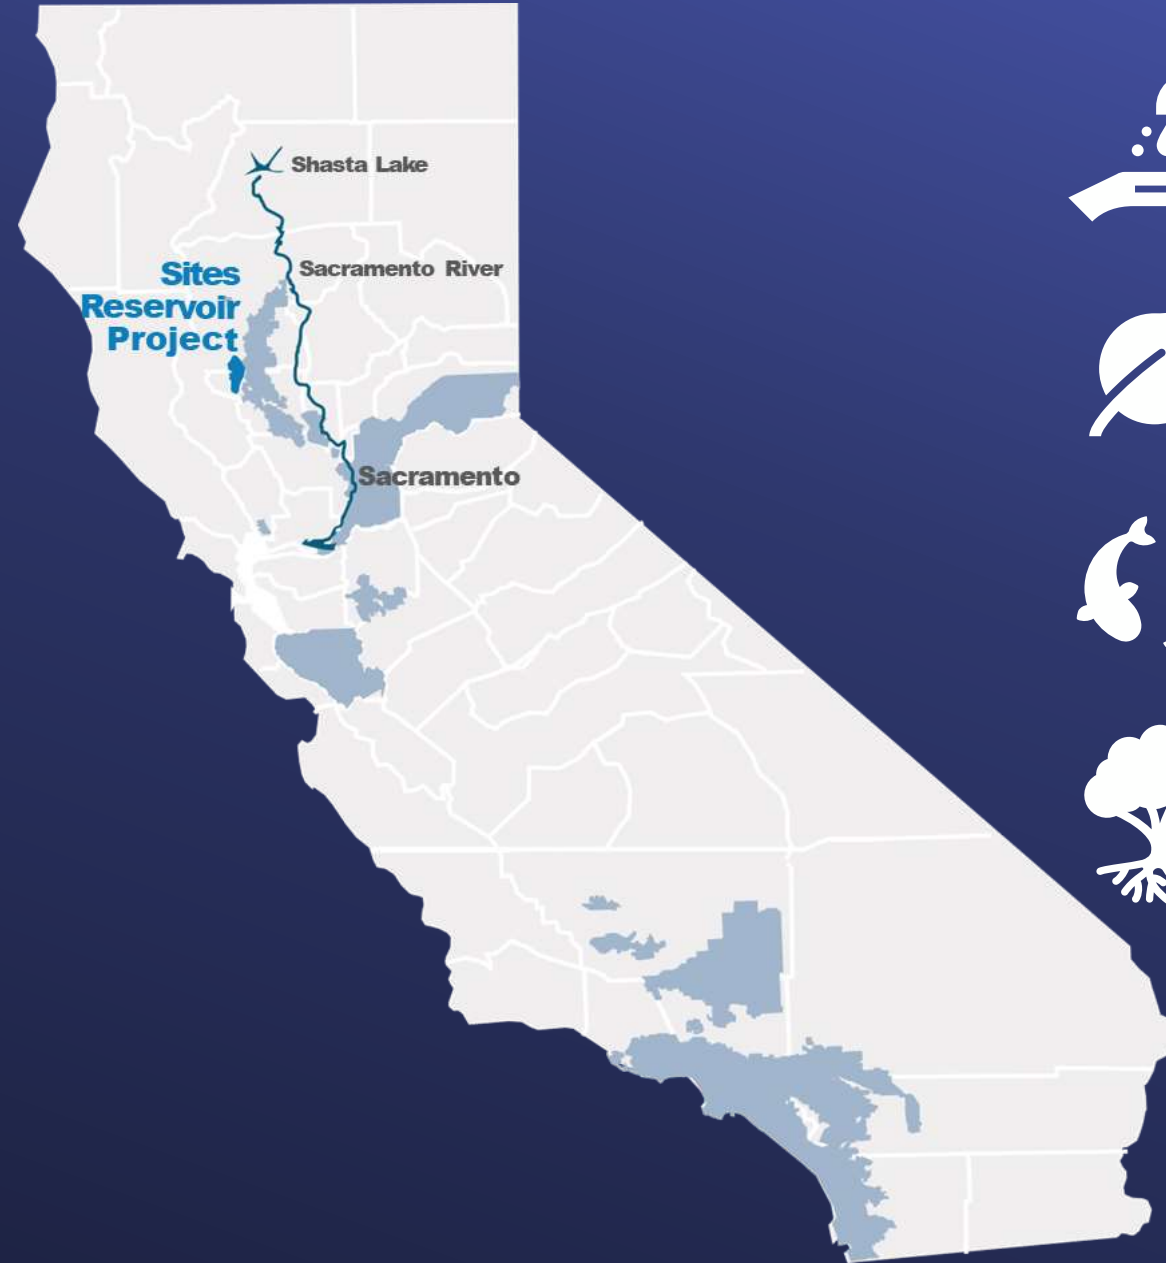 Shasta Lake
Sacramento River
Sites
Reservoir
Project
Sacramento